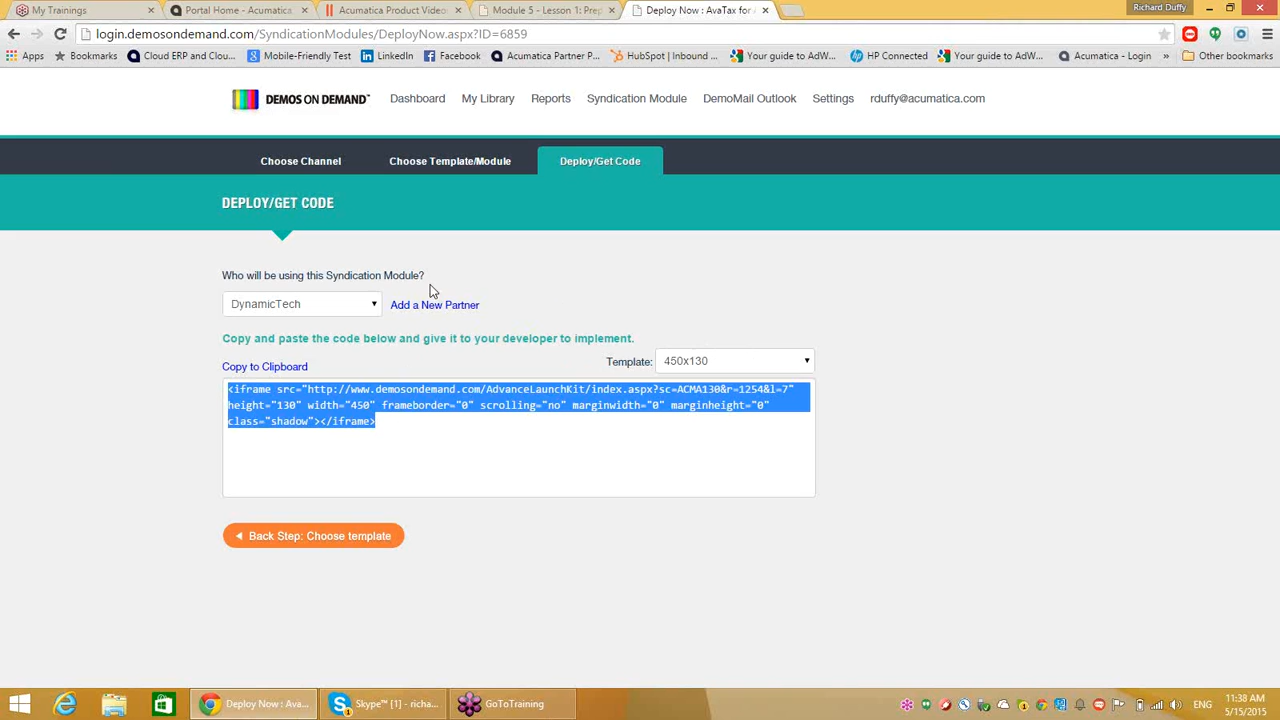 My Trainings
Portal Home - Acumatica
Acumatica Product Video
Module 5 - Lesson 1: Prep
Deploy Now : AvaTax for
Richard Duffy
login.demosondemand.com/SyndicationModules/DeployNow.aspx?ID=6859
Apps
Bookmarks
Cloud ERP and Clou...
Mobile-Friendly Test
LinkedIn
Facebook
Acumatica Partner P...
HubSpot | Inbound ...
Your guide to AdW...
HP Connected
Your guide to AdW...
Acumatica - Login
»
Other bookmarks
DEMOS ON DEMAND™
Dashboard
My Library
Reports
Syndication Module
DemoMail Outlook
Settings
rduffy@acumatica.com
Choose Channel
Choose Template/Module
Deploy/Get Code
DEPLOY/GET CODE
Who will be using this Syndication Module?
DynamicTech
Add a New Partner
Copy and paste the code below and give it to your developer to implement.
Copy to Clipboard
Template:
450x130
<iframe src="http://www.demosondemand.com/AdvanceLaunchKit/index.aspx?sc=ACMA130&r=1254&l=7"
height="130" width="450" frameborder="0" scrolling="no" marginwidth="0" marginheight="0"
class="shadow"></iframe>
Back Step: Choose template
Deploy Now : Ava...
Skype™ [1] - richa...
GoToTraining
ENG
11:38 AM
5/15/2015